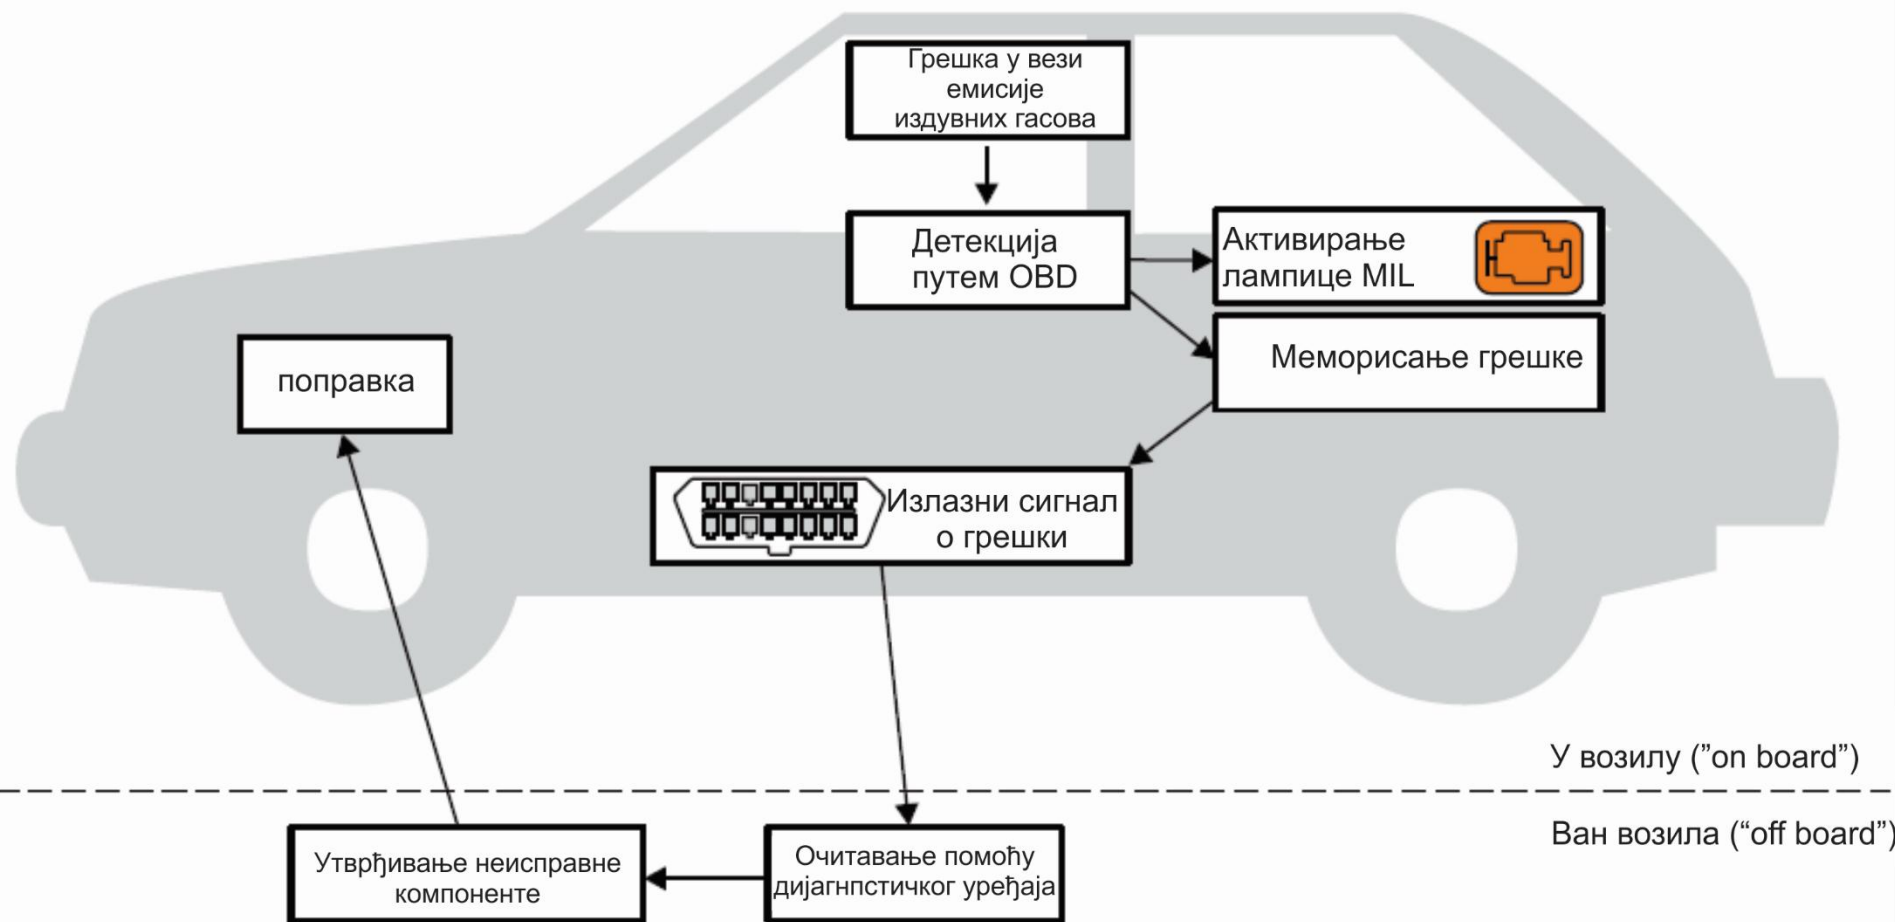 Грешка у вези
емисије
издувних гасова
Детекција
путем OBD
Активирање
лампице MIL
Меморисање грешке
поправка
Излазни сигнал
о грешки
У возилу (”on board”)
Ван возила (“off board”)
Утврђивање неисправне
компоненте
Очитавање помоћу
дијагнпстичког уређаја